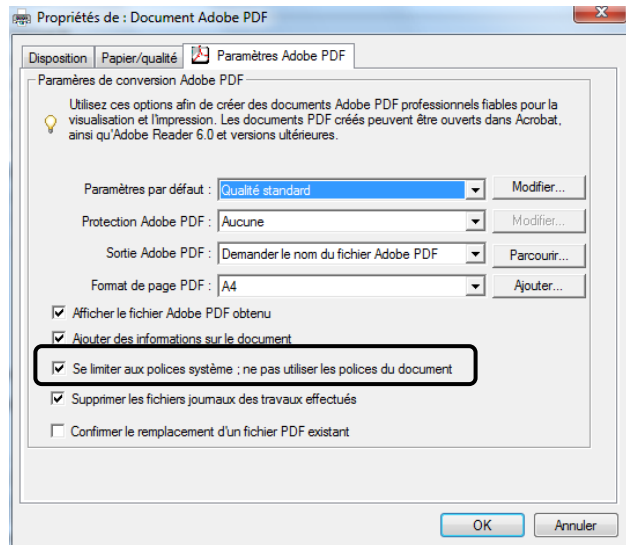 Propriétés de : Document Adobe PDF
Disposition Papier/qualité Paramètres Adobe PDF
Paramères de conversion Adobe PDF
Utilisez ces options afin de créer des documents Adobe PDF professionnels fiables pour la
visualisation et l'impression. Les documents PDF créés peuvent être ouverts dans Acrobat,
ainsi qu'Adobe Reader 6.0 et versions ultérieures.
Paramètres par défaut : Qualité standard Modifier...
Protection Adobe PDF : Aucune Modifier...
Sortie Adobe PDF : Demander le nom du fichier Adobe PDF Parcourir...
Format de page PDF : A4 Ajouter...
Afficher le fichier Adobe PDF obtenu
Ajouter des informations sur le document
Se limiter aux polices système ; ne pas utiliser les polices du document
Supprimer les fichiers journaux des travaux effectués
Confirmer le remplacement d'un fichier PDF existant
OK Annuler